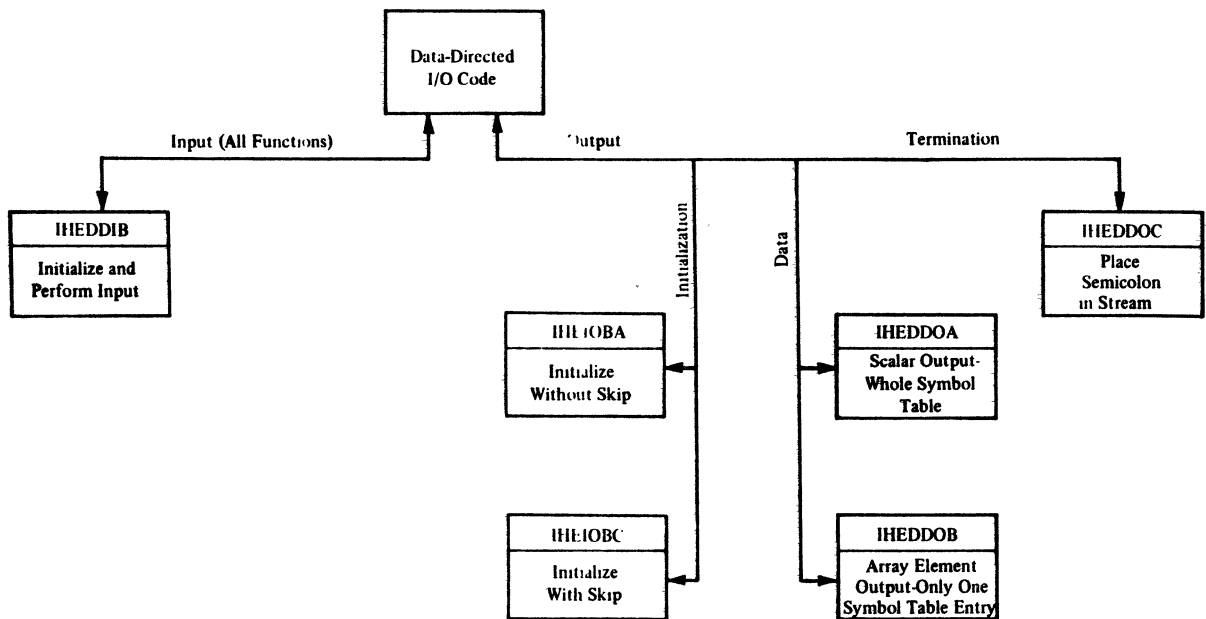 Data-Directed
I/O Code
Input (All Functions)
Output
Termination
Initialization
Data
IHEDDIB
Initialize and
Perform Input
IHEDDOC
Place
Semicolon
in Stream
IHEIOBA
Initialize
Without Skip
IHEDDOA
Scalar Output-
Whole Symbol
Table
IHEIOBC
Initialize
With Skip
IHEDDOB
Array Element
Output-Only One
Symbol Table Entry